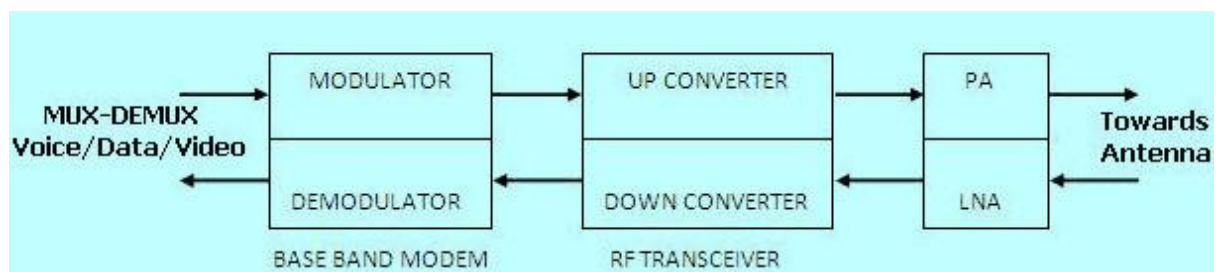 MODULATOR
UP CONVERTER
PA
MUX-DEMUX
Voice/Data/Video
Towards
Antenna
DEMODULATOR
DOWN CONVERTER
LNA
BASE BAND MODEM
RF TRANSCEIVER